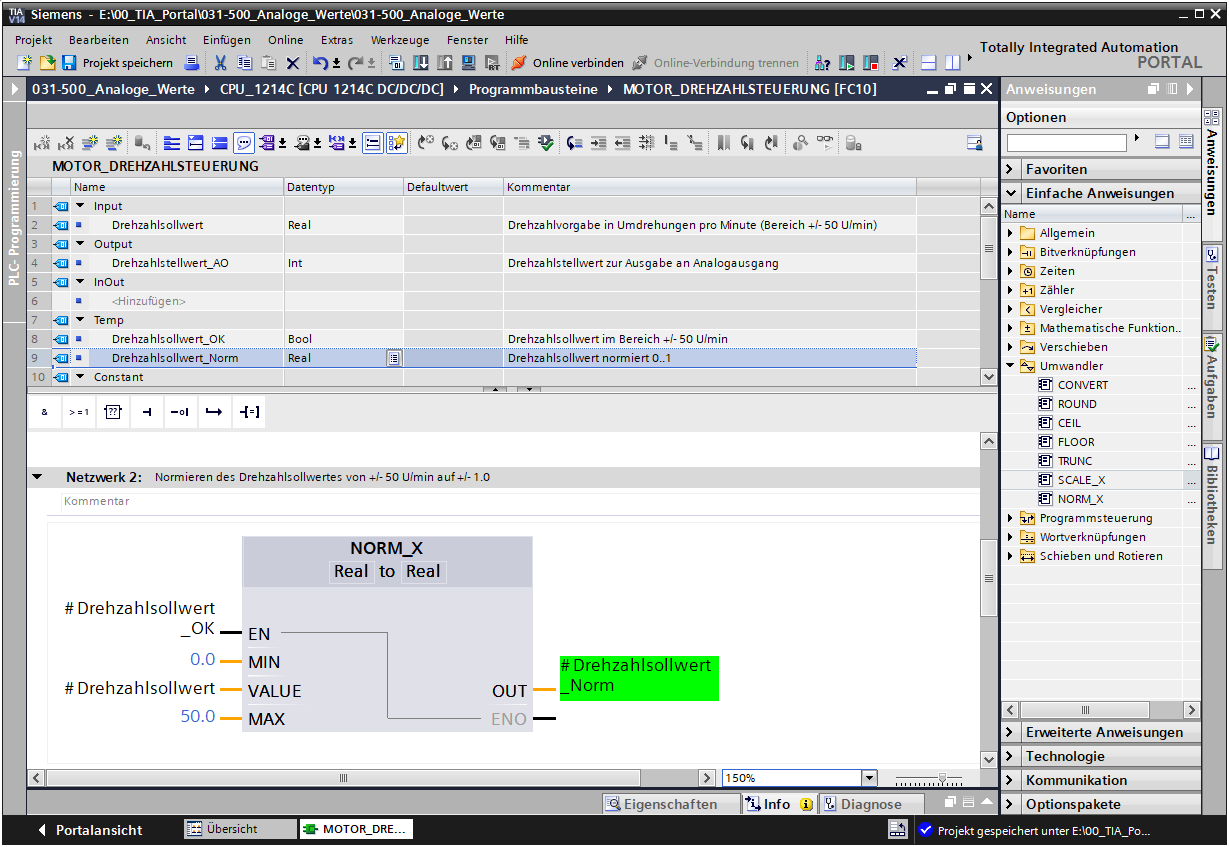 TIA V14 Siemens - E:\00_TIA_Portal\031-500_Analoge_Werte\031-500_Analoge_Werte
Projekt Bearbeiten Ansicht Einfügen Online Extras Werkzeuge Fenster Hilfe
Totally Integrated Automation
PORTAL
Projekt speichern Online verbinden Online-Verbindung trennen
031-500_Analoge_Werte CPU_1214C [CPU 1214C DC/DC/DC] Programmbausteine MOTOR_DREHZAHLSTEUERUNG [FC10]
PLC- Programmierung
MOTOR_DREHZAHLSTEUERUNG
Name Datentyp Defaultwert Kommentar
1 Input
2 Drehzahlsollwert Real Drehzahlvorgabe in Umdrehungen pro Minute (Bereich +/- 50 U/min)
3 Output
4 Drehzahlstellwert_AO Int Drehzahlstellwert zur Ausgabe an Analogausgang
5 InOut
6 <Hinzufügen>
7 Temp
8 Drehzahlsollwert_OK Bool Drehzahlsollwert im Bereich +/- 50 U/min
9 Drehzahlsollwert_Norm Real Drehzahlsollwert normiert 0..1
10 Constant
& >=1 ?? -| -o| -[=]
Netzwerk 2: Normieren des Drehzahlsollwertes von +/- 50 U/min auf +/- 1.0
Kommentar
NORM_X
Real to Real
#Drehzahlsollwert
_OK EN
0.0 MIN
#Drehzahlsollwert VALUE
50.0 MAX
OUT
ENO
#Drehzahlsollwert
_Norm
150%
Eigenschaften Info Diagnose
Anweisungen
Optionen
Favoriten
Einfache Anweisungen
Name ...
Allgemein
Bitverknüpfungen
Zeiten
Zähler
Vergleicher
Mathematische Funktion..
Verschieben
Umwandler
CONVERT ...
ROUND ...
CEIL ...
FLOOR ...
TRUNC ...
SCALE_X ...
NORM_X ...
Programmsteuerung
Wortverknüpfungen
Schieben und Rotieren
Erweiterte Anweisungen
Technologie
Kommunikation
Optionspakete
Anweisungen
Testen
Aufgaben
Bibliotheken
Portalansicht Übersicht MOTOR_DRE... Projekt gespeichert unter E:\00_TIA_Po...